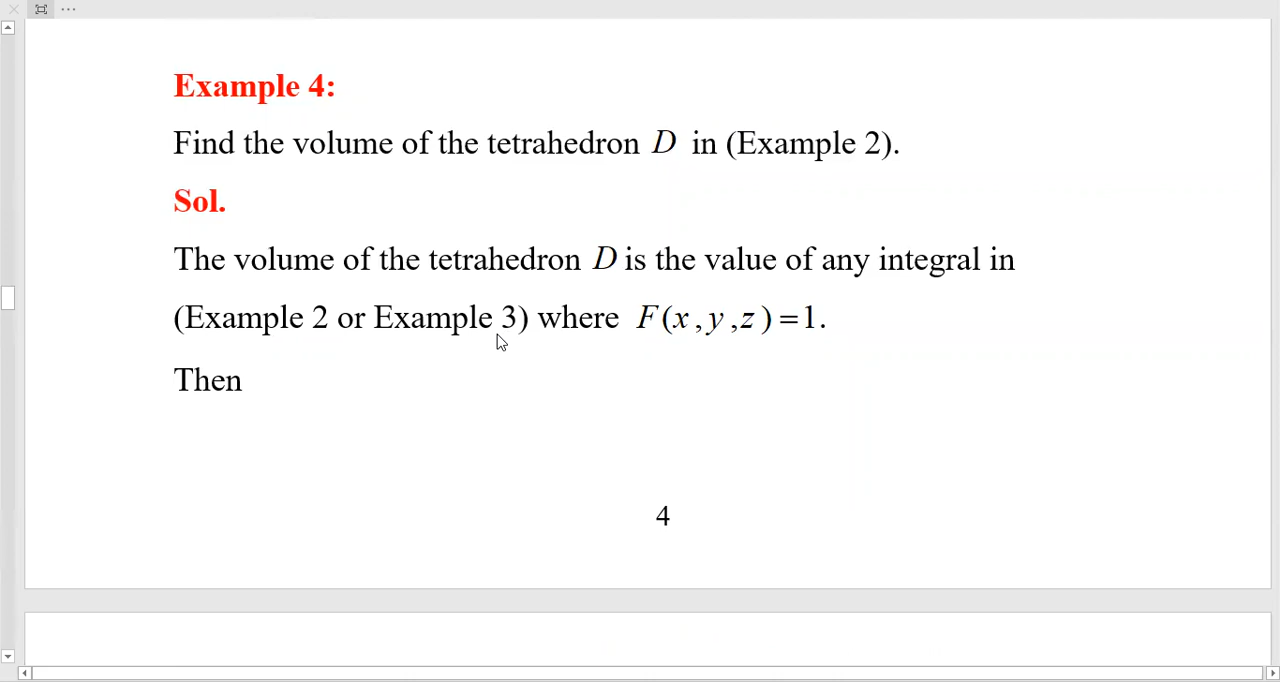 Example 4:
Find the volume of the tetrahedron D in (Example 2).
Sol.
The volume of the tetrahedron D is the value of any integral in
(Example 2 or Example 3) where F(x,y,z)=1.
Then
4